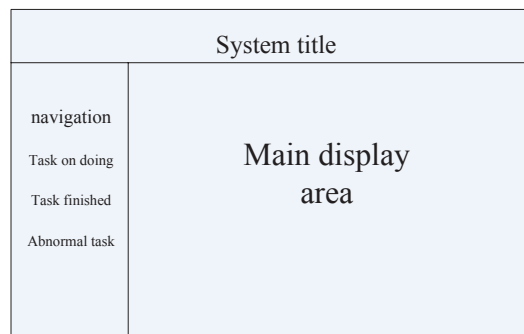 System title
navigation
Task on doing
Task finished
Abnormal task
Main display
area